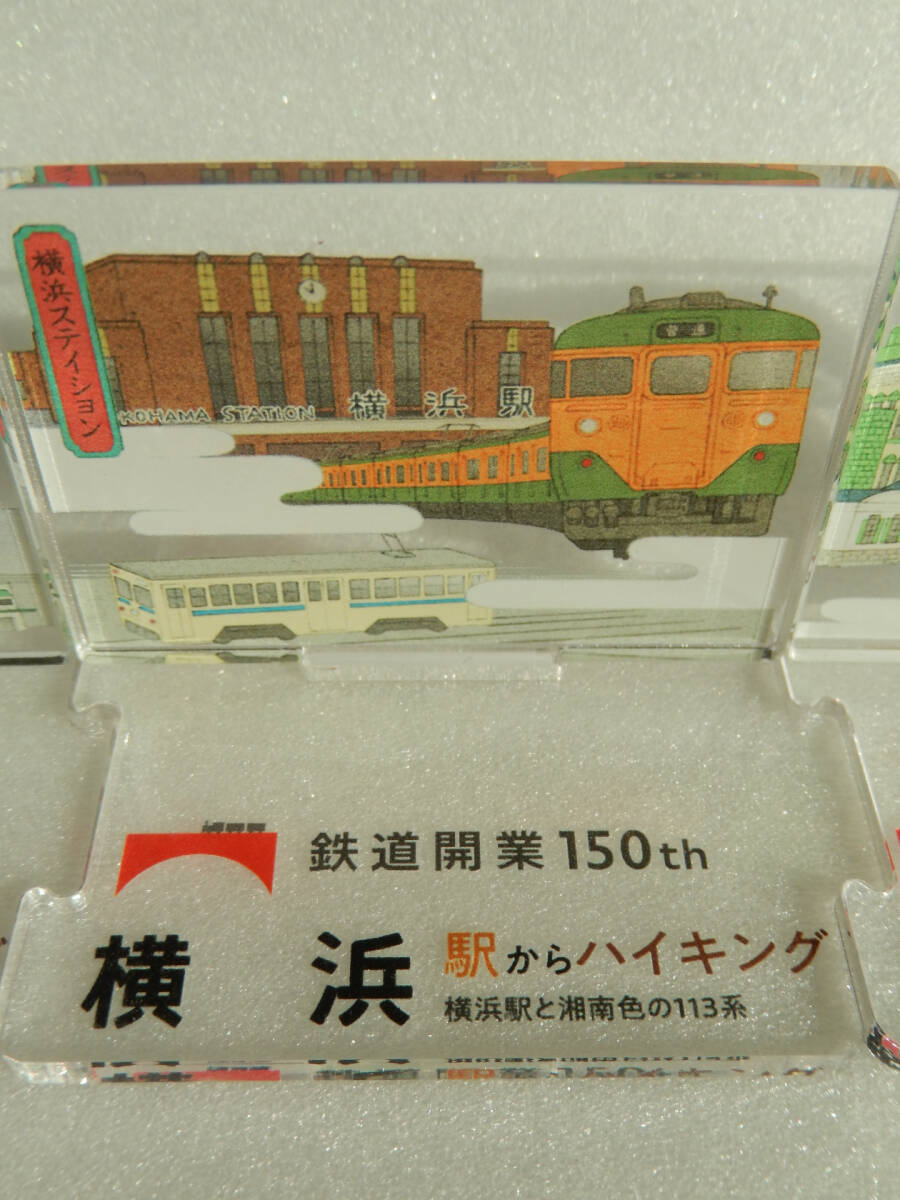 横浜ステイション
KOHAMA STATION 横浜駅
普通
鉄道開業150th
横浜
駅からハイキング
横浜駅と湘南色の113系